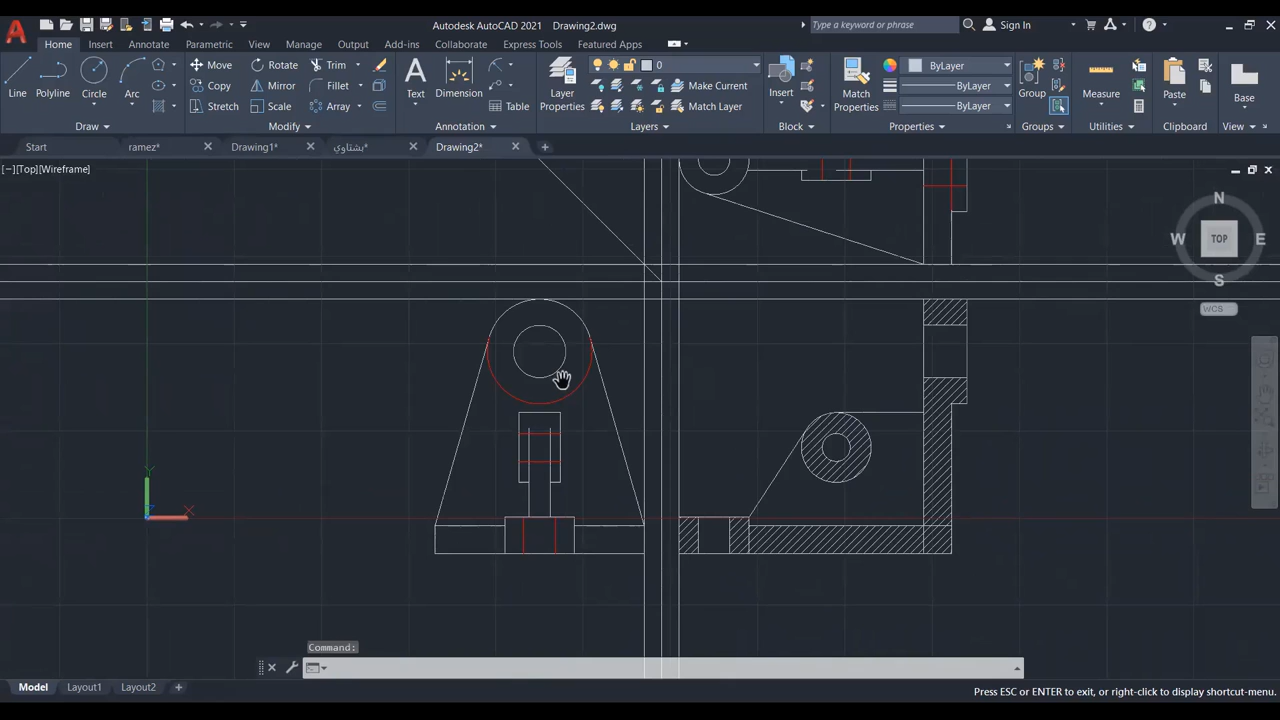 Autodesk AutoCAD 2021 Drawing2.dwg
Type a keyword or phrase
Sign In
Home Insert Annotate Parametric View Manage Output Add-ins Collaborate Express Tools Featured Apps
Line Polyline Circle Arc
Move Rotate Trim
Copy Mirror Fillet
Stretch Scale Array
Text Dimension Table
Layer Properties
0
Make Current
Match Layer
Insert
Match Properties
ByLayer
ByLayer
ByLayer
Group Measure Paste Base
Draw Modify Annotation Layers Block Properties Groups Utilities Clipboard View
Start ramez* Drawing1* بشتاوي* Drawing2*
[−][Top][Wireframe]
N
W TOP E
S
WCS
Y
X
Command:
Model Layout1 Layout2
Press ESC or ENTER to exit, or right-click to display shortcut-menu.